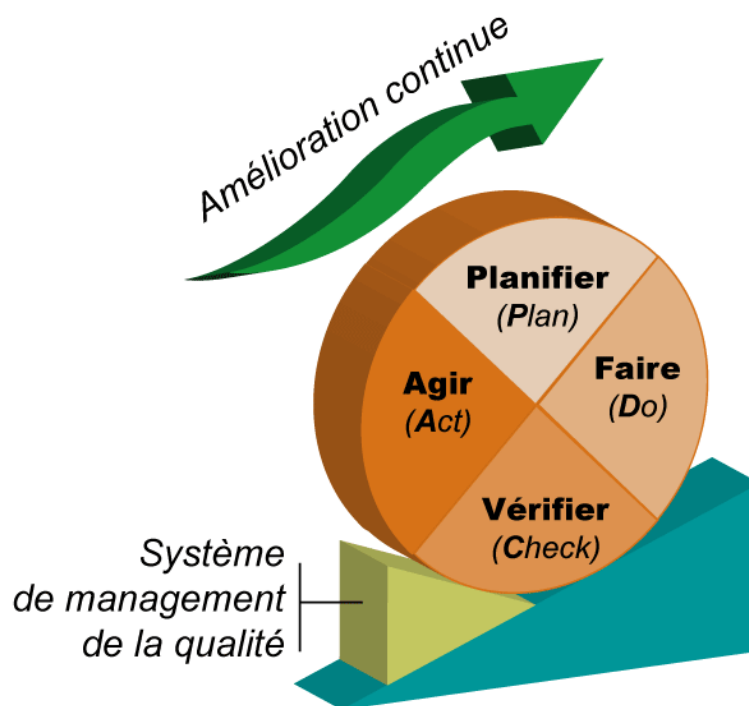 Amélioration continue
Planifier
(Plan)
Faire
(Do)
Agir
(Act)
Vérifier
(Check)
Système
de management
de la qualité